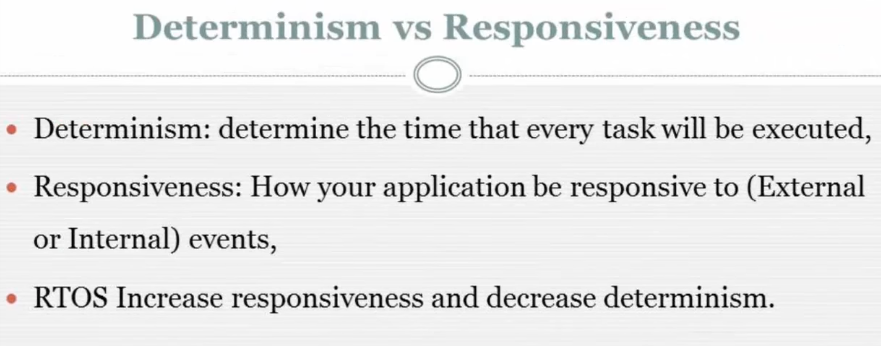 Determinism vs Responsiveness
• Determinism: determine the time that every task will be executed,
• Responsiveness: How your application be responsive to (External
or Internal) events,
• RTOS Increase responsiveness and decrease determinism.